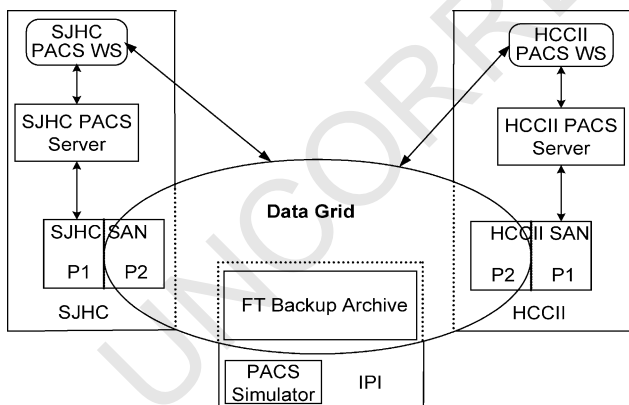 SJHC
PACS WS
SJHC PACS
Server
SJHC SAN
P1 P2
SJHC
HCCII
PACS WS
HCCII PACS
Server
HCCII SAN
P2 P1
HCCII
Data Grid
FT Backup Archive
PACS
Simulator
IPI
UNCORRE